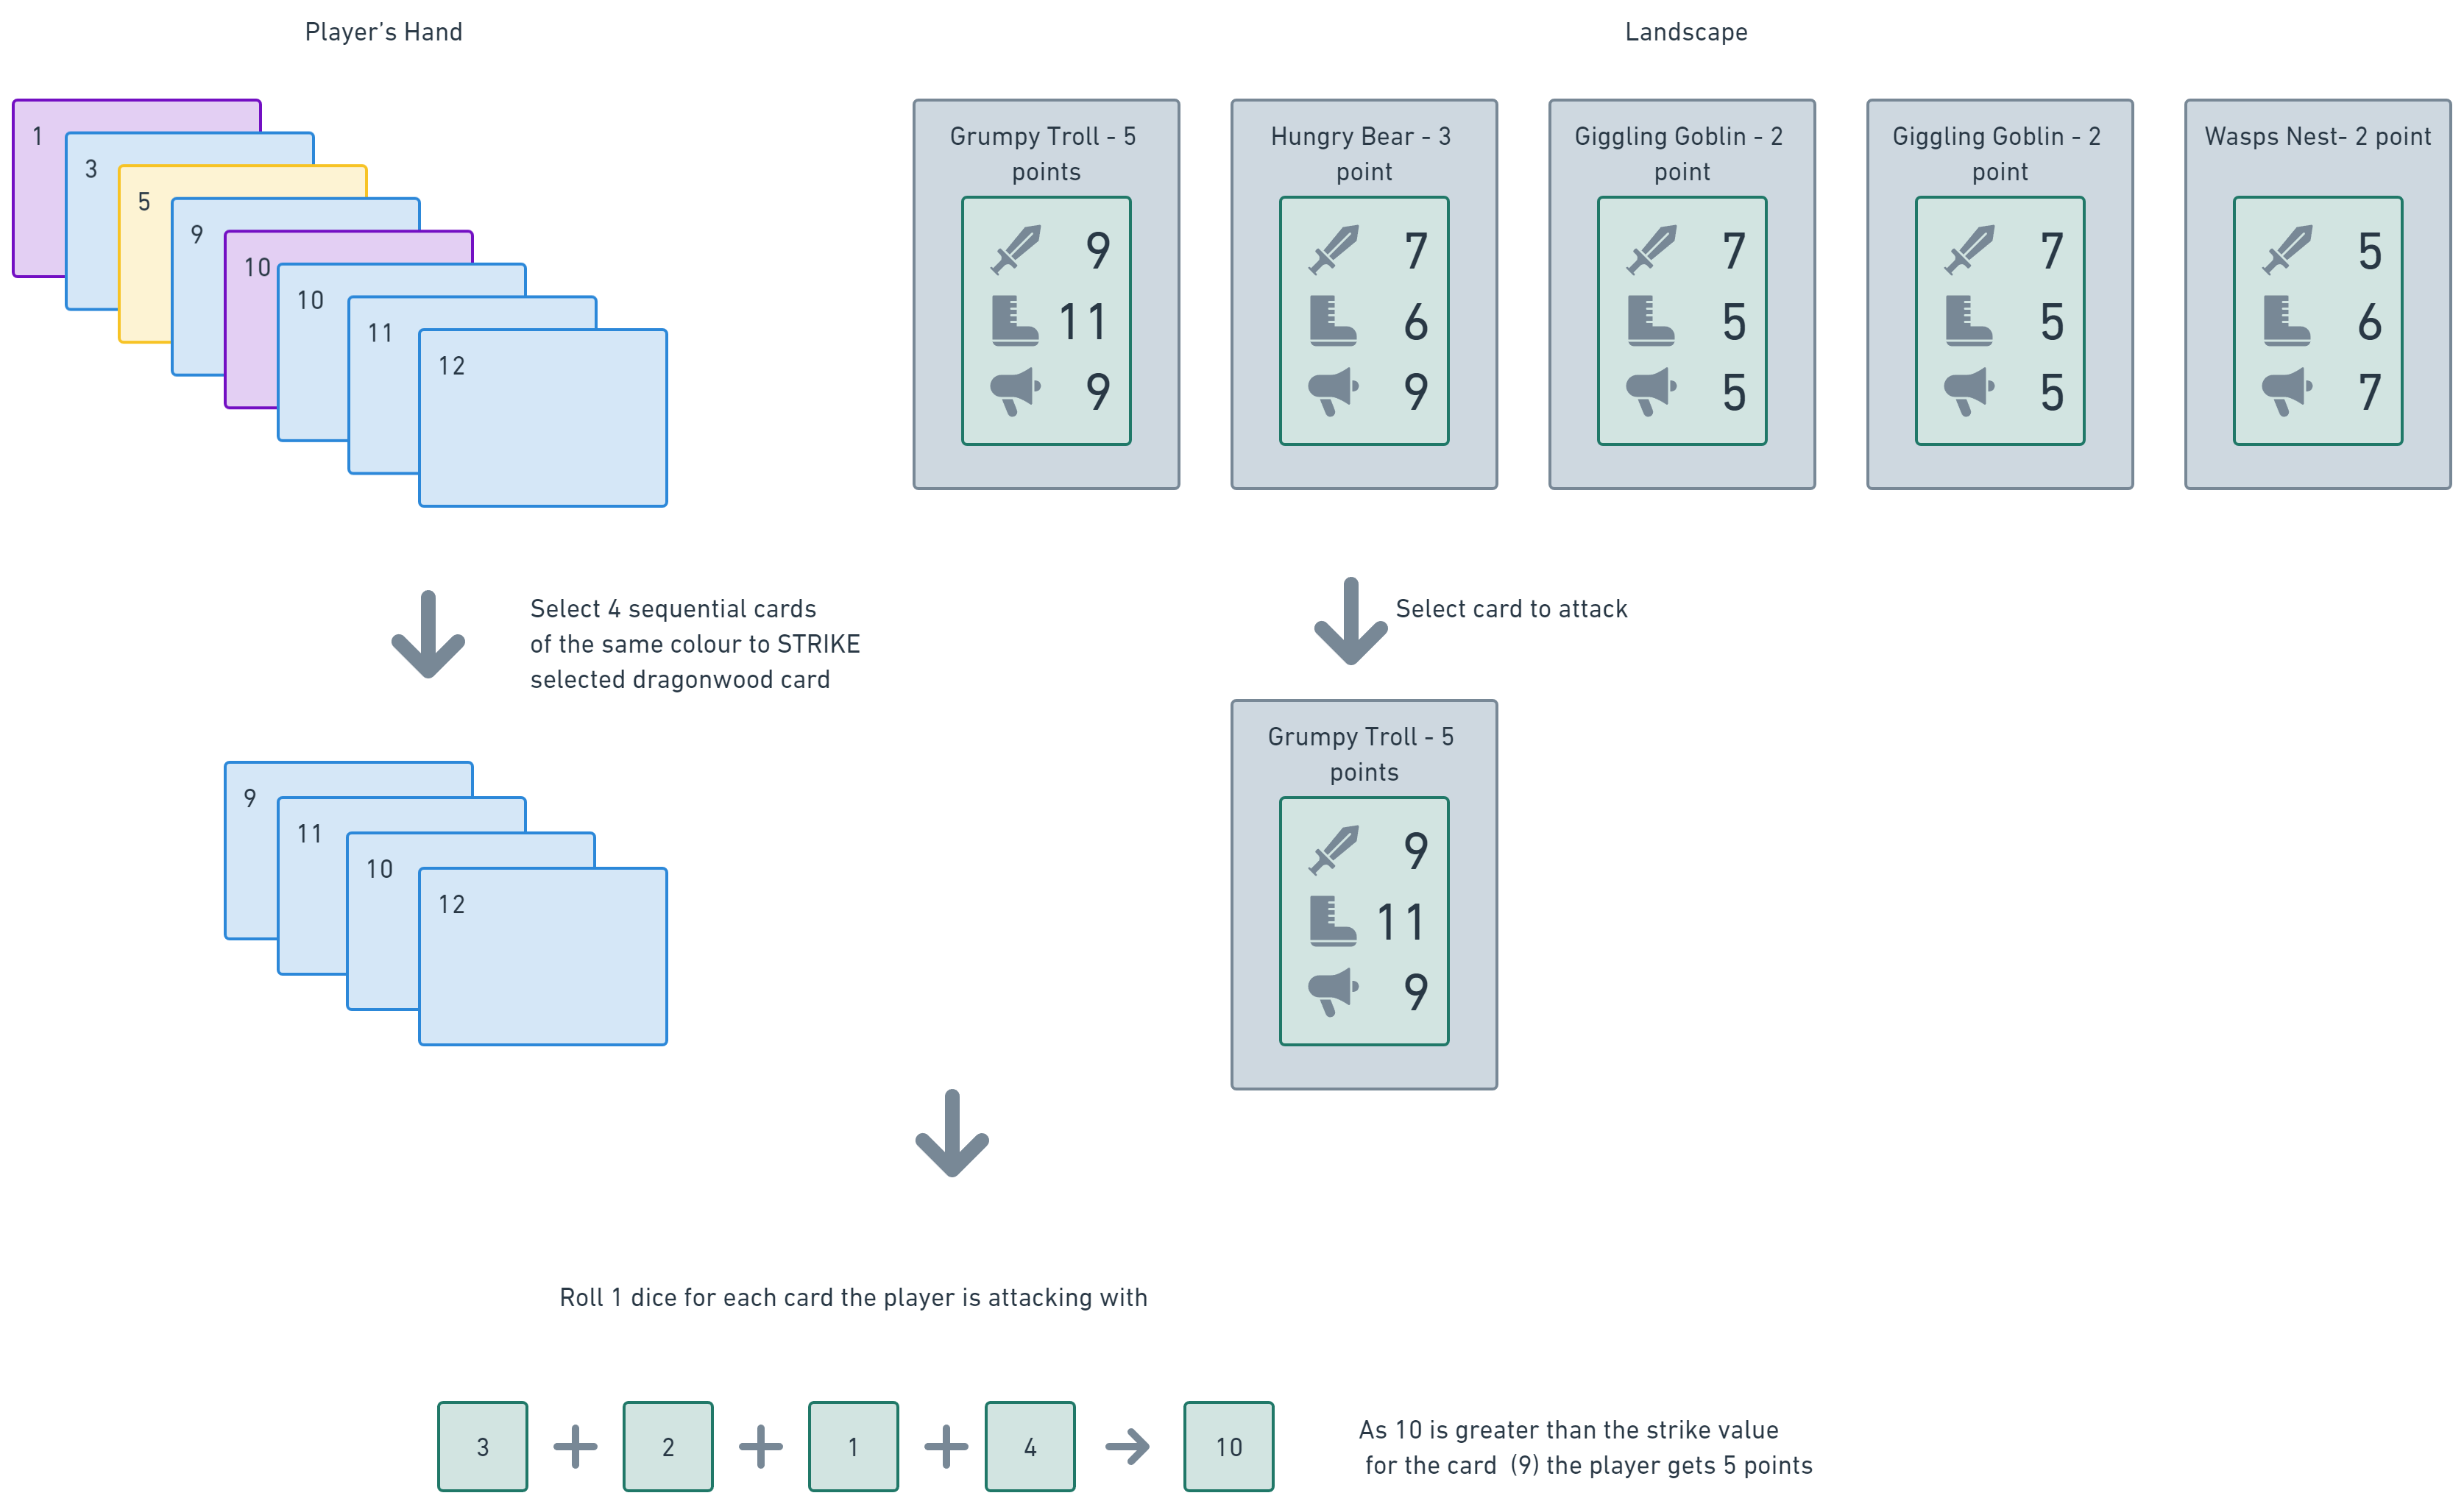 Player's Hand
Landscape
1
3
5
9
10
10
11
12
Grumpy Troll - 5
points
9
11
9
Hungry Bear - 3
point
7
6
9
Giggling Goblin - 2
point
7
5
5
Giggling Goblin - 2
point
7
5
5
Wasps Nest- 2 point
5
6
7
Select 4 sequential cards
of the same colour to STRIKE
selected dragonwood card
Select card to attack
9
11
10
12
Grumpy Troll - 5
points
9
11
9
Roll 1 dice for each card the player is attacking with
3
2
1
4
10
As 10 is greater than the strike value
for the card (9) the player gets 5 points